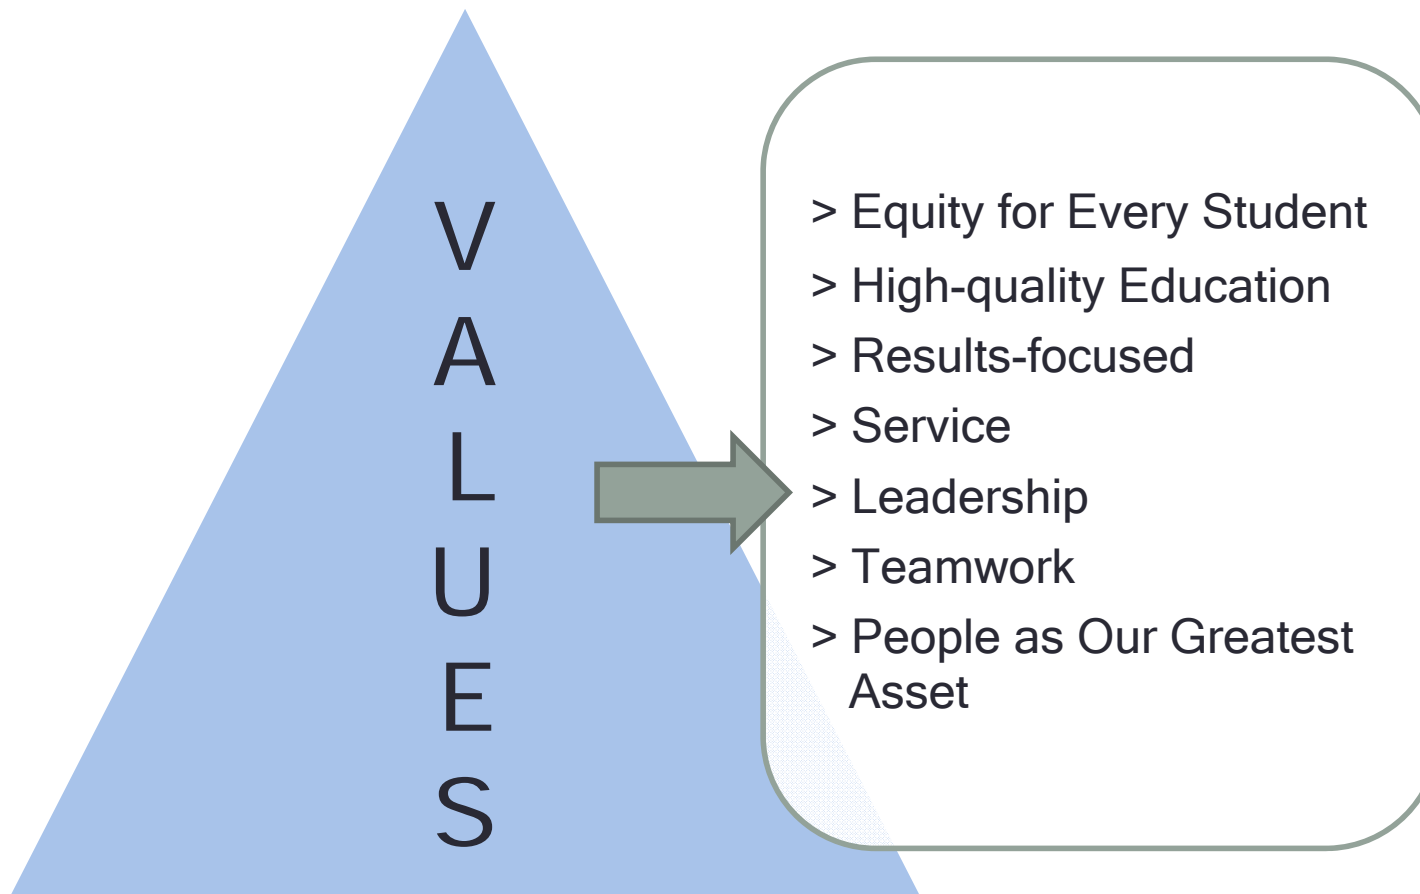 V
A
L
U
E
S
> Equity for Every Student
> High-quality Education
> Results-focused
> Service
> Leadership
> Teamwork
> People as Our Greatest
Asset